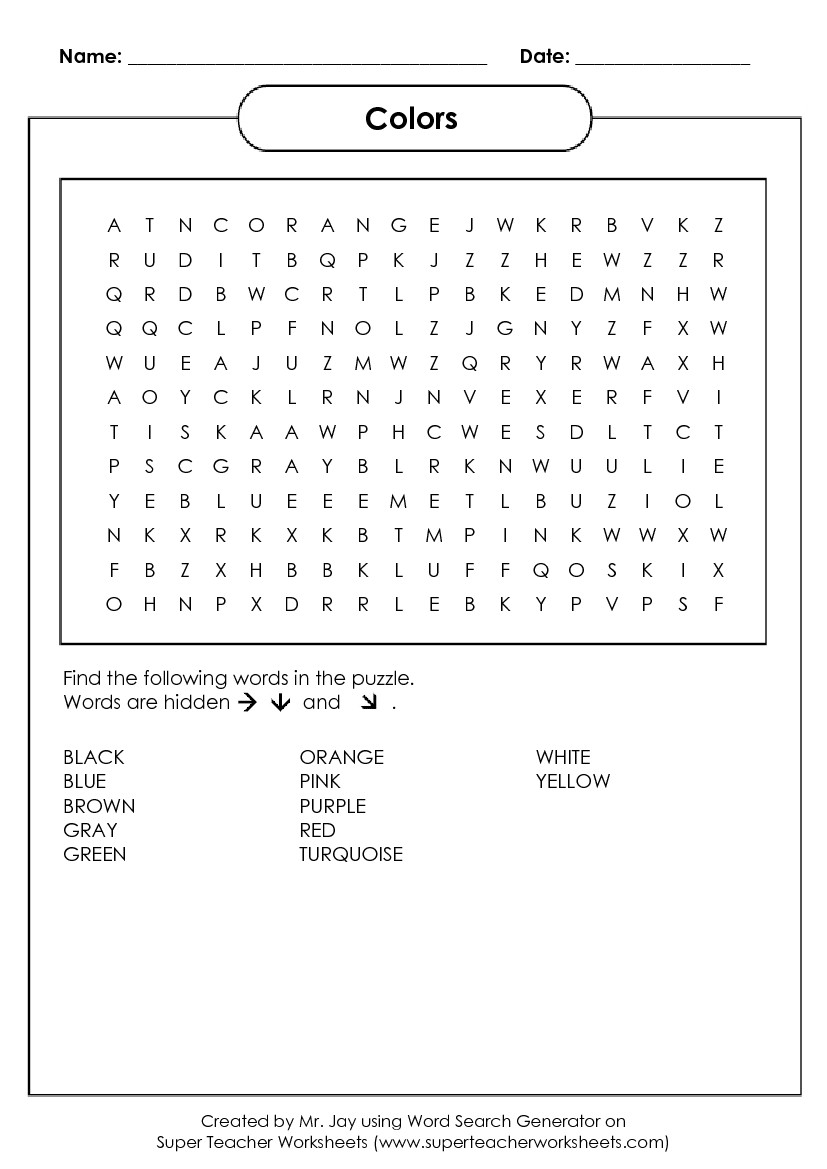 Name: ___________________________________ Date: _________________
Colors
A T N C O R A N G E J W K R B V K Z
R U D I T B Q P K J Z Z H E W Z Z R
Q R D B W C R T L P B K E D M N H W
Q Q C L P F N O L Z J G N Y Z F X W
W U E A J U Z M W Z Q R Y R W A X H
A O Y C K L R N J N V E X E R F V I
T I S K A A W P H C W E S D L T C T
P S C G R A Y B L R K N W U U L I E
Y E B L U E E E M E T L B U Z I O L
N K X R K X K B T M P I N K W W X W
F B Z X H B B K L U F F Q O S K I X
O H N P X D R R L E B K Y P V P S F
Find the following words in the puzzle.
Words are hidden → ↓ and ↘ .
BLACK ORANGE WHITE
BLUE PINK YELLOW
BROWN PURPLE
GRAY RED
GREEN TURQUOISE
Created by Mr. Jay using Word Search Generator on
Super Teacher Worksheets (www.superteacherworksheets.com)